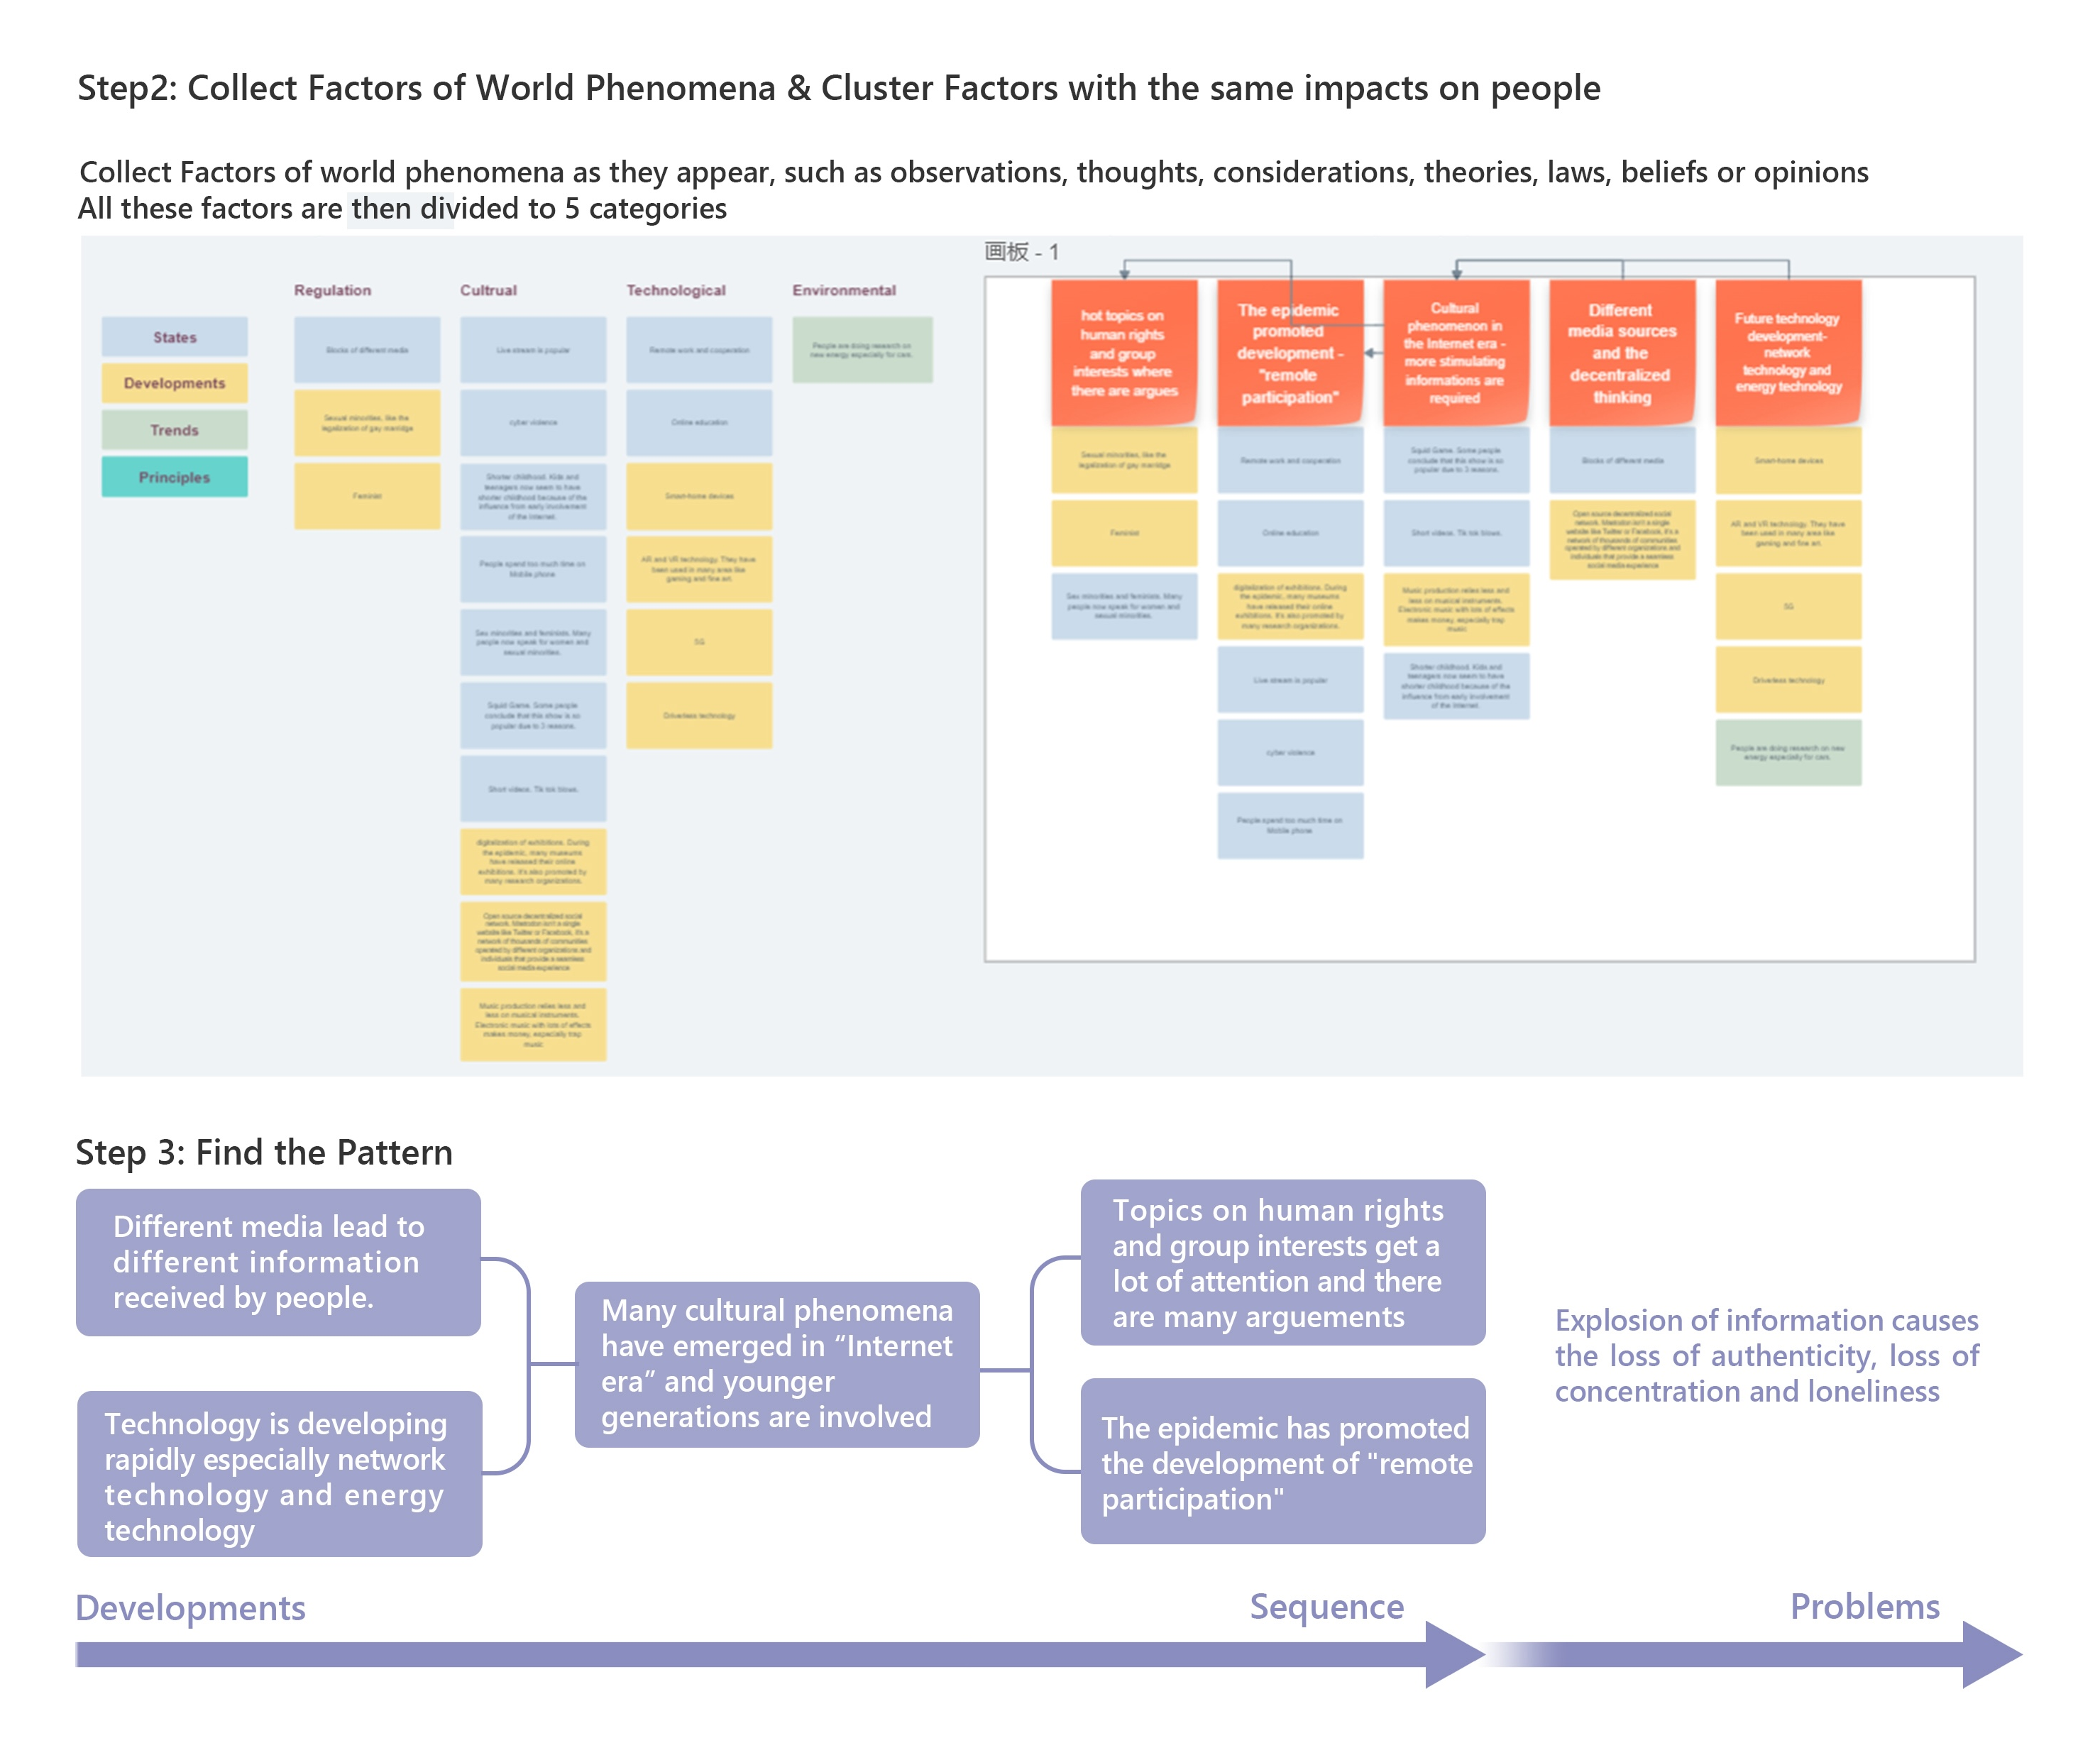 Step2: Collect Factors of World Phenomena & Cluster Factors with the same impacts on people
Collect Factors of world phenomena as they appear, such as observations, thoughts, considerations, theories, laws, beliefs or opinions
All these factors are then divided to 5 categories
States
Developments
Trends
Principles
Regulation
Blocks of different media
Sexual minorities, like the
legalization of gay marridge
Feminist
Cultrual
Live stream is popular
cyber violence
Shorter childhood. Kids and
teenagers now seem to have
shorter childhood because of the
influence from early involvement
of the Internet.
People spend too much time on
Mobile phone.
Sex minorities and feminists. Many
people now speak for women and
sexual minorities.
Squid Game. Some people
conclude that this show is so
popular due to 3 reasons.
Short videos. Tik tok blows.
digitalization of exhibitions. During
the epidemic, many museums
have released their online
exhibitions. It's also promoted by
many research organizations.
Open source decentralized social
network. Mastodon isn't a single
website like Twitter or Facebook, it's a
network of thousands of communities
operated by different organizations and
individuals that provide a seamless
social media experience
Music production relies less and
less on musical instruments.
Electronic music with lots of effects
makes money, especially trap
music
Technological
Remote work and cooperation
Online education
Smart-home devices
AR and VR technology. They have
been used in many area like
gaming and fine art.
5G
Driverless technology
Environmental
People are doing research on
new energy especially for cars.
画板 - 1
hot topics on
human rights
and group
interests where
there are argues
Sexual minorities, like the
legalization of gay marridge
Feminist
Sex minorities and feminists. Many
people now speak for women and
sexual minorities.
The epidemic
promoted
development -
"remote
participation"
Remote work and cooperation
Online education
digitalization of exhibitions. During
the epidemic, many museums
have released their online
exhibitions. It's also promoted by
many research organizations.
Live stream is popular
cyber violence
People spend too much time on
Mobile phone.
Cultural
phenomenon in
the Internet era -
more stimulating
informations are
required
Squid Game. Some people
conclude that this show is so
popular due to 3 reasons.
Short videos. Tik tok blows.
Music production relies less and
less on musical instruments.
Electronic music with lots of effects
makes money, especially trap
music
Shorter childhood. Kids and
teenagers now seem to have
shorter childhood because of the
influence from early involvement
of the Internet.
Different
media sources
and the
decentralized
thinking
Blocks of different media
Open source decentralized social
network. Mastodon isn't a single
website like Twitter or Facebook, it's a
network of thousands of communities
operated by different organizations and
individuals that provide a seamless
social media experience
Future technology
development-
network
technology and
energy technology
Smart-home devices
AR and VR technology. They have
been used in many area like
gaming and fine art.
5G
Driverless technology
People are doing research on new
energy especially for cars.
Step 3: Find the Pattern
Different media lead to
different information
received by people.
Technology is developing
rapidly especially network
technology and energy
technology
Many cultural phenomena
have emerged in “Internet
era” and younger
generations are involved
Topics on human rights
and group interests get a
lot of attention and there
are many arguements
The epidemic has promoted
the development of "remote
participation"
Explosion of information causes
the loss of authenticity, loss of
concentration and loneliness
Developments
Sequence
Problems